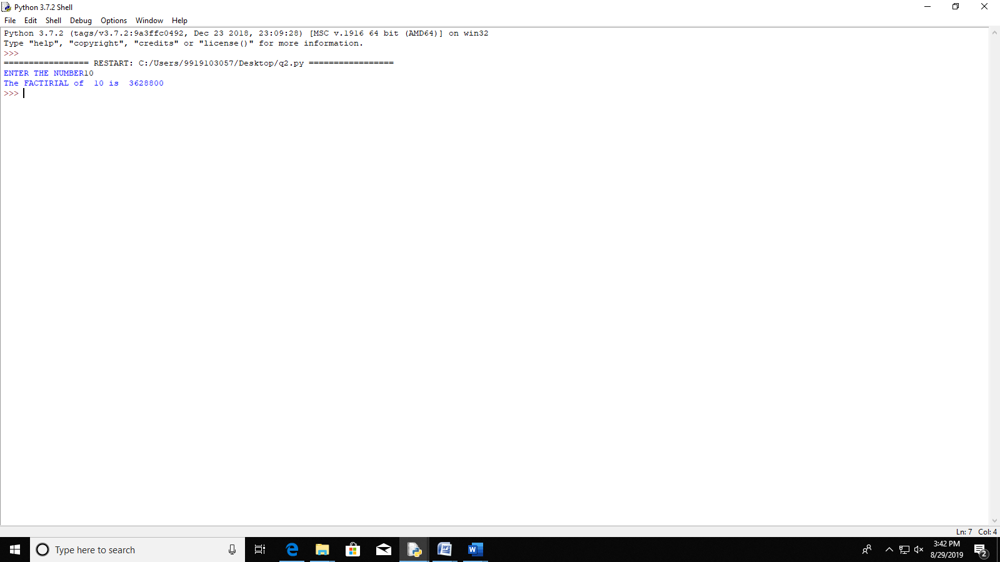 Python 3.7.2 Shell
File Edit Shell Debug Options Window Help
Python 3.7.2 (tags/v3.7.2:9a3ffc0492, Dec 23 2018, 23:09:28) [MSC v.1916 64 bit (AMD64)] on win32
Type "help", "copyright", "credits" or "license()" for more information.
>>>
================= RESTART: C:/Users/9919103057/Desktop/q2.py =================
ENTER THE NUMBER10
The FACTIRIAL of  10 is  3628800
>>>
Ln: 7 Col: 4
Type here to search
3:42 PM
8/29/2019
2